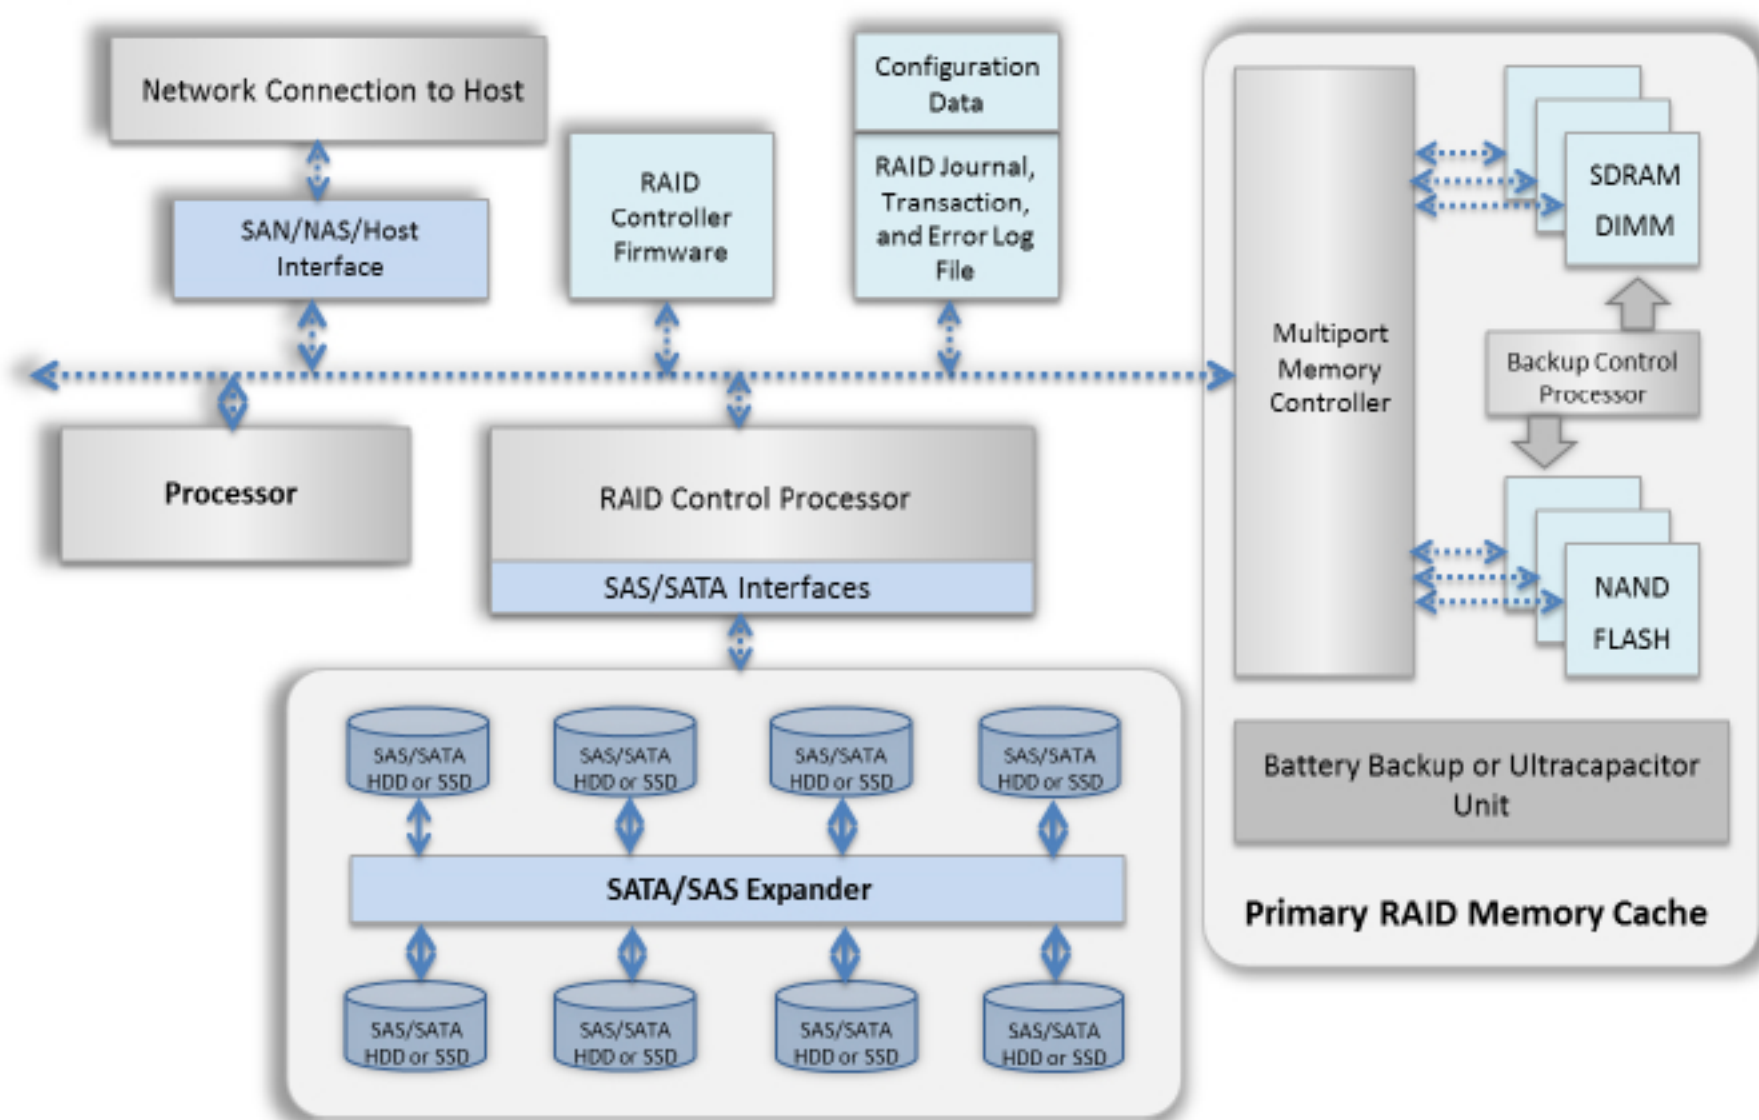 Network Connection to Host
SAN/NAS/Host
Interface
RAID
Controller
Firmware
Configuration
Data
RAID Journal,
Transaction,
and Error Log
File
Processor
RAID Control Processor
SAS/SATA Interfaces
SAS/SATA
HDD or SSD
SAS/SATA
HDD or SSD
SAS/SATA
HDD or SSD
SAS/SATA
HDD or SSD
SATA/SAS Expander
SAS/SATA
HDD or SSD
SAS/SATA
HDD or SSD
SAS/SATA
HDD or SSD
SAS/SATA
HDD or SSD
Multiport
Memory
Controller
SDRAM
DIMM
Backup Control
Processor
NAND
FLASH
Battery Backup or Ultracapacitor
Unit
Primary RAID Memory Cache